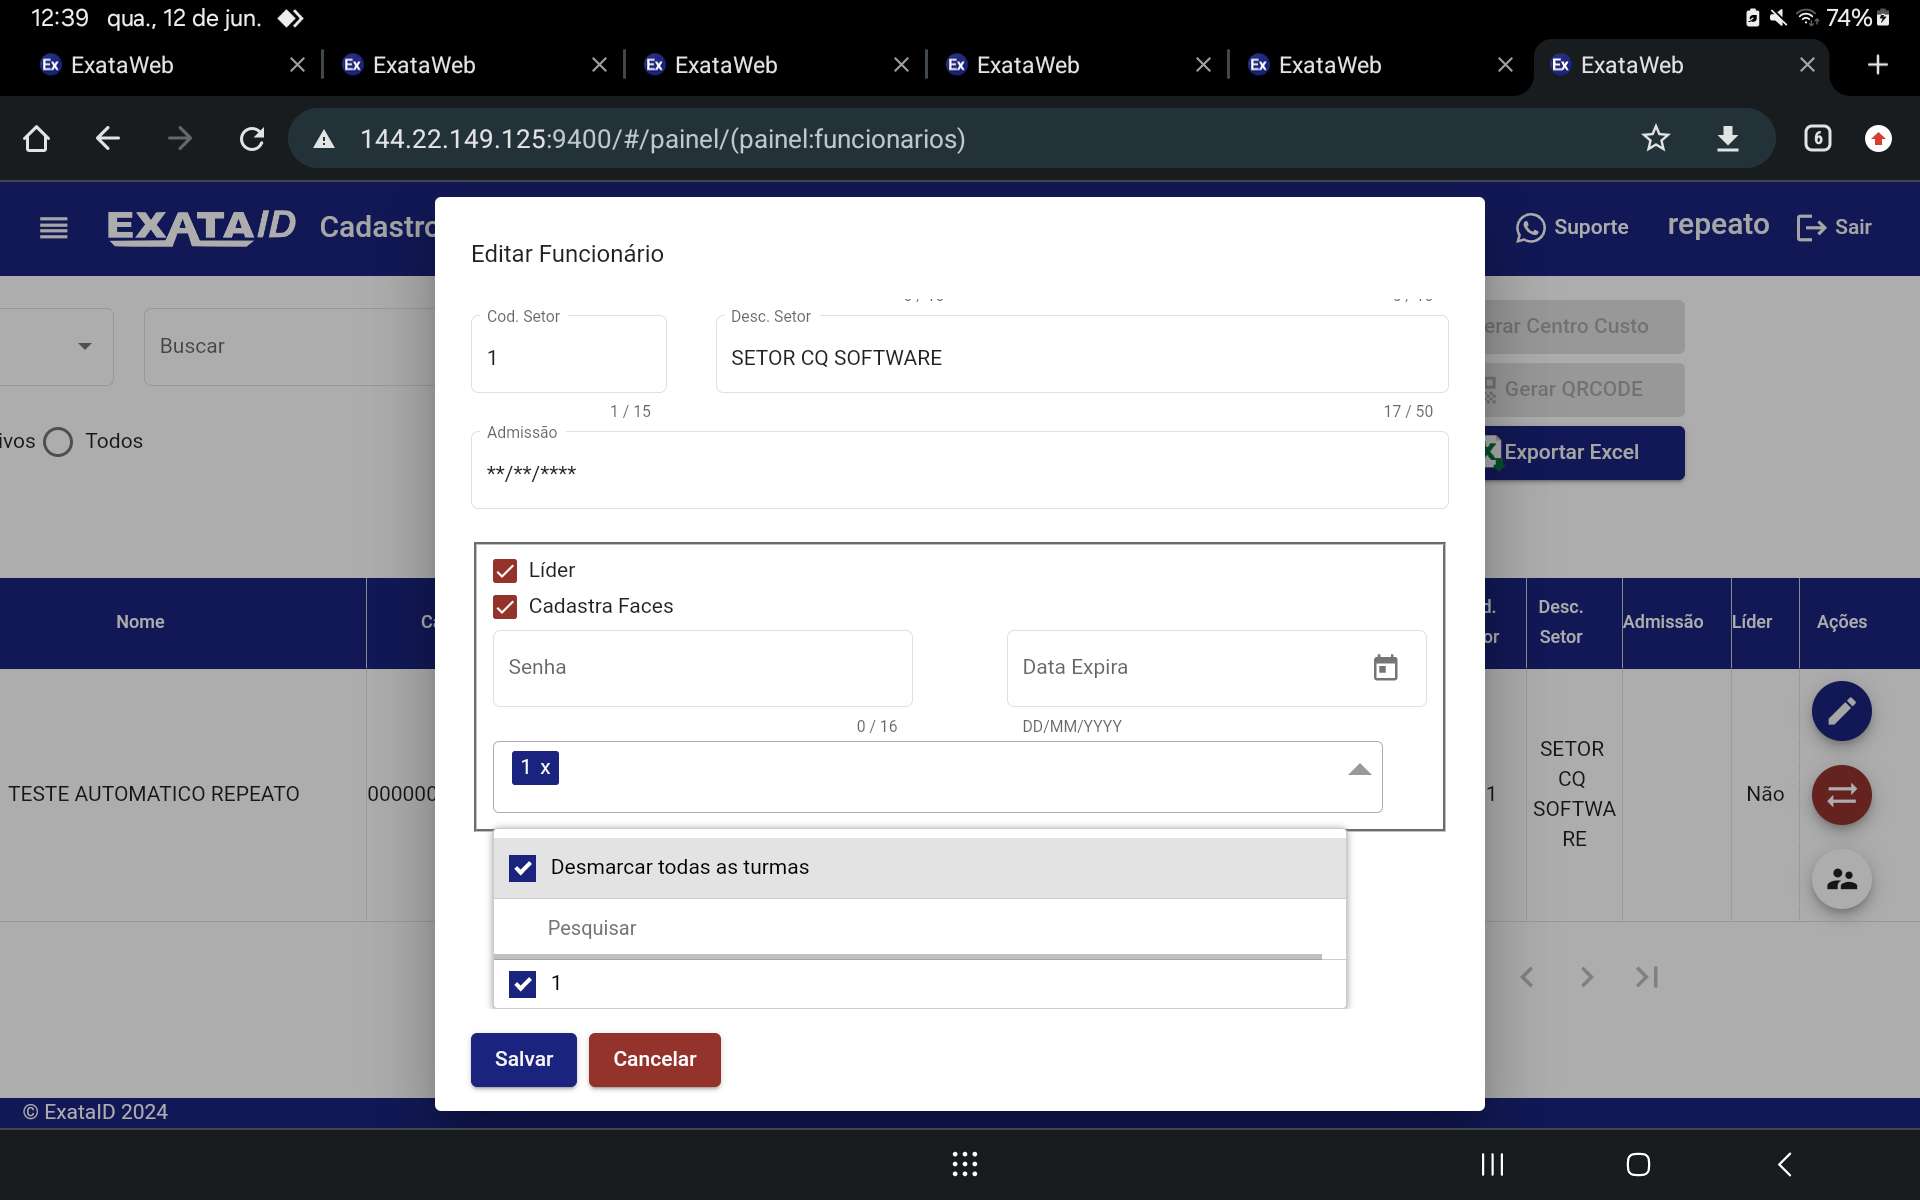 12:39 qua., 12 de jun. 74%
Ex ExataWeb Ex ExataWeb Ex ExataWeb Ex ExataWeb Ex ExataWeb Ex ExataWeb
144.22.149.125:9400/#/painel/(painel:funcionarios) 6
EXATAID Cadastro Suporte repeato Sair
Editar Funcionário
Cod. Setor Desc. Setor
1 SETOR CQ SOFTWARE
1 / 15 17 / 50
Buscar
erar Centro Custo
Gerar QRCODE
ivos Todos
Exportar Excel
Admissão
**/**/****
Líder
Cadastra Faces
Senha Data Expira
0 / 16 DD/MM/YYYY
1 x
Desmarcar todas as turmas
Pesquisar
1
Nome Ca d. or Desc. Setor Admissão Líder Ações
TESTE AUTOMATICO REPEATO 000000 1 SETOR
CQ
SOFTWA
RE
Não
Salvar Cancelar
© ExataID 2024